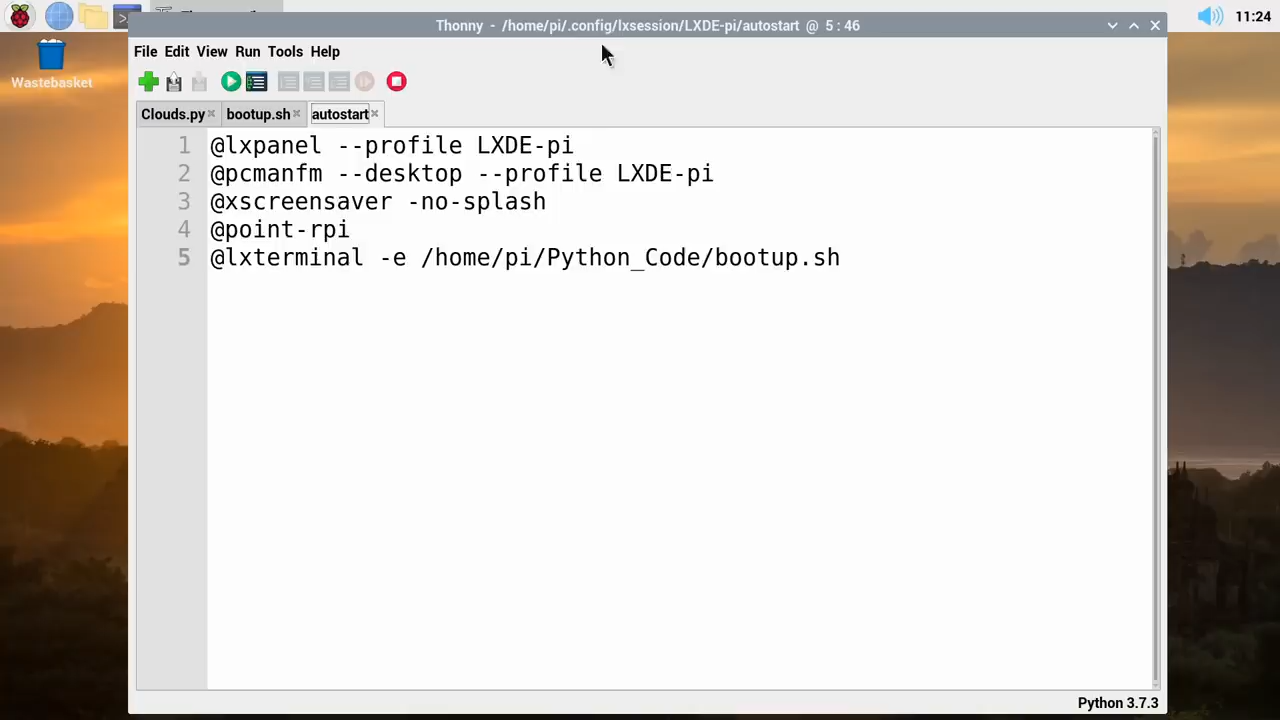 Thonny - /home/pi/.config/lxsession/LXDE-pi/autostart @ 5 : 46
11:24
Wastebasket
File Edit View Run Tools Help
Clouds.py bootup.sh autostart
1 @lxpanel --profile LXDE-pi
2 @pcmanfm --desktop --profile LXDE-pi
3 @xscreensaver -no-splash
4 @point-rpi
5 @lxterminal -e /home/pi/Python_Code/bootup.sh
Python 3.7.3